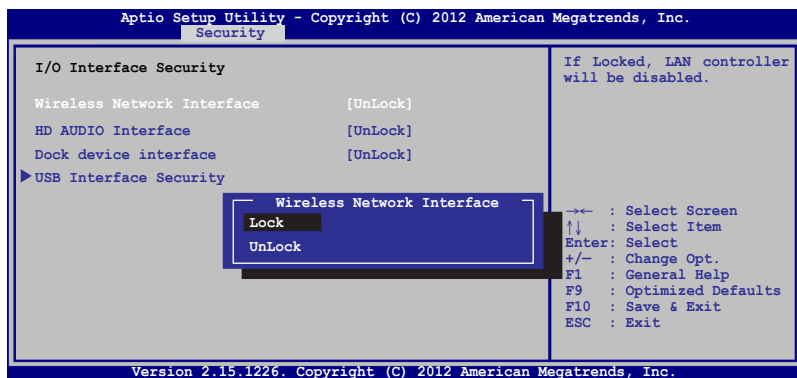 Aptio Setup Utility - Copyright (C) 2012 American Megatrends, Inc.
Security
I/O Interface Security
Wireless Network Interface [UnLock]
HD AUDIO Interface [UnLock]
Dock device interface [UnLock]
USB Interface Security
Wireless Network Interface
Lock
UnLock
If Locked, LAN controller
will be disabled.
→← : Select Screen
↑↓ : Select Item
Enter: Select
+/— : Change Opt.
F1 : General Help
F9 : Optimized Defaults
F10 : Save & Exit
ESC : Exit
Version 2.15.1226. Copyright (C) 2012 American Megatrends, Inc.